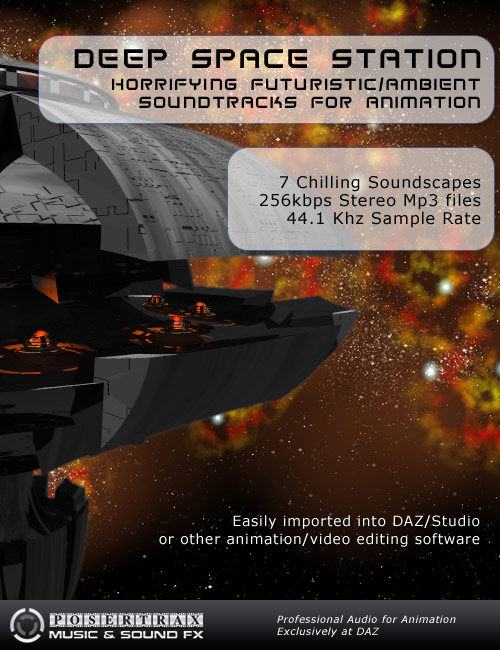 DEEP SPACE STATION
HORRIFYING FUTURISTIC/AMBIENT
SOUNDTRACKS FOR ANIMATION
7 Chilling Soundscapes
256kbps Stereo Mp3 files
44.1 Khz Sample Rate
Easily imported into DAZ/Studio
or other animation/video editing software
POSERTRAX
MUSIC & SOUND FX
Professional Audio for Animation
Exclusively at DAZ